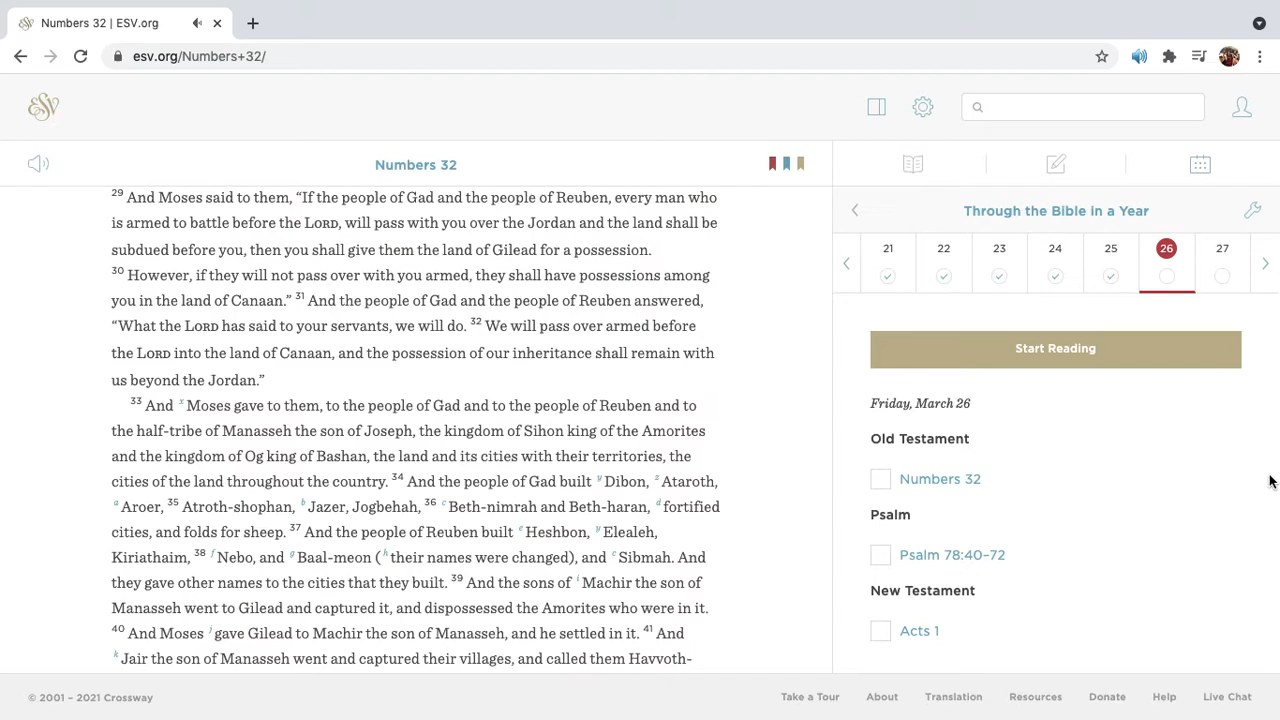 Numbers 32 | ESV.org
esv.org/Numbers+32/
ESV
Numbers 32
29 And Moses said to them, “If the people of Gad and the people of Reuben, every man who
is armed to battle before the LORD, will pass with you over the Jordan and the land shall be
subdued before you, then you shall give them the land of Gilead for a possession.
30 However, if they will not pass over with you armed, they shall have possessions among
you in the land of Canaan.” 31 And the people of Gad and the people of Reuben answered,
“What the LORD has said to your servants, we will do. 32 We will pass over armed before
the LORD into the land of Canaan, and the possession of our inheritance shall remain with
us beyond the Jordan.”
33 And x Moses gave to them, to the people of Gad and to the people of Reuben and to
the half-tribe of Manasseh the son of Joseph, the kingdom of Sihon king of the Amorites
and the kingdom of Og king of Bashan, the land and its cities with their territories, the
cities of the land throughout the country. 34 And the people of Gad built y Dibon, z Ataroth,
a Aroer, 35 Atroth-shophan, b Jazer, Jogbehah, 36 c Beth-nimrah and Beth-haran, d fortified
cities, and folds for sheep. 37 And the people of Reuben built e Heshbon, y Elealeh,
Kiriathaim, 38 f Nebo, and g Baal-meon (h their names were changed), and c Sibmah. And
they gave other names to the cities that they built. 39 And the sons of i Machir the son of
Manasseh went to Gilead and captured it, and dispossessed the Amorites who were in it.
40 And Moses j gave Gilead to Machir the son of Manasseh, and he settled in it. 41 And
k Jair the son of Manasseh went and captured their villages, and called them Havvoth-
Through the Bible in a Year
21 22 23 24 25 26 27
Start Reading
Friday, March 26
Old Testament
Numbers 32
Psalm
Psalm 78:40–72
New Testament
Acts 1
© 2001 – 2021 Crossway
Take a Tour About Translation Resources Donate Help Live Chat